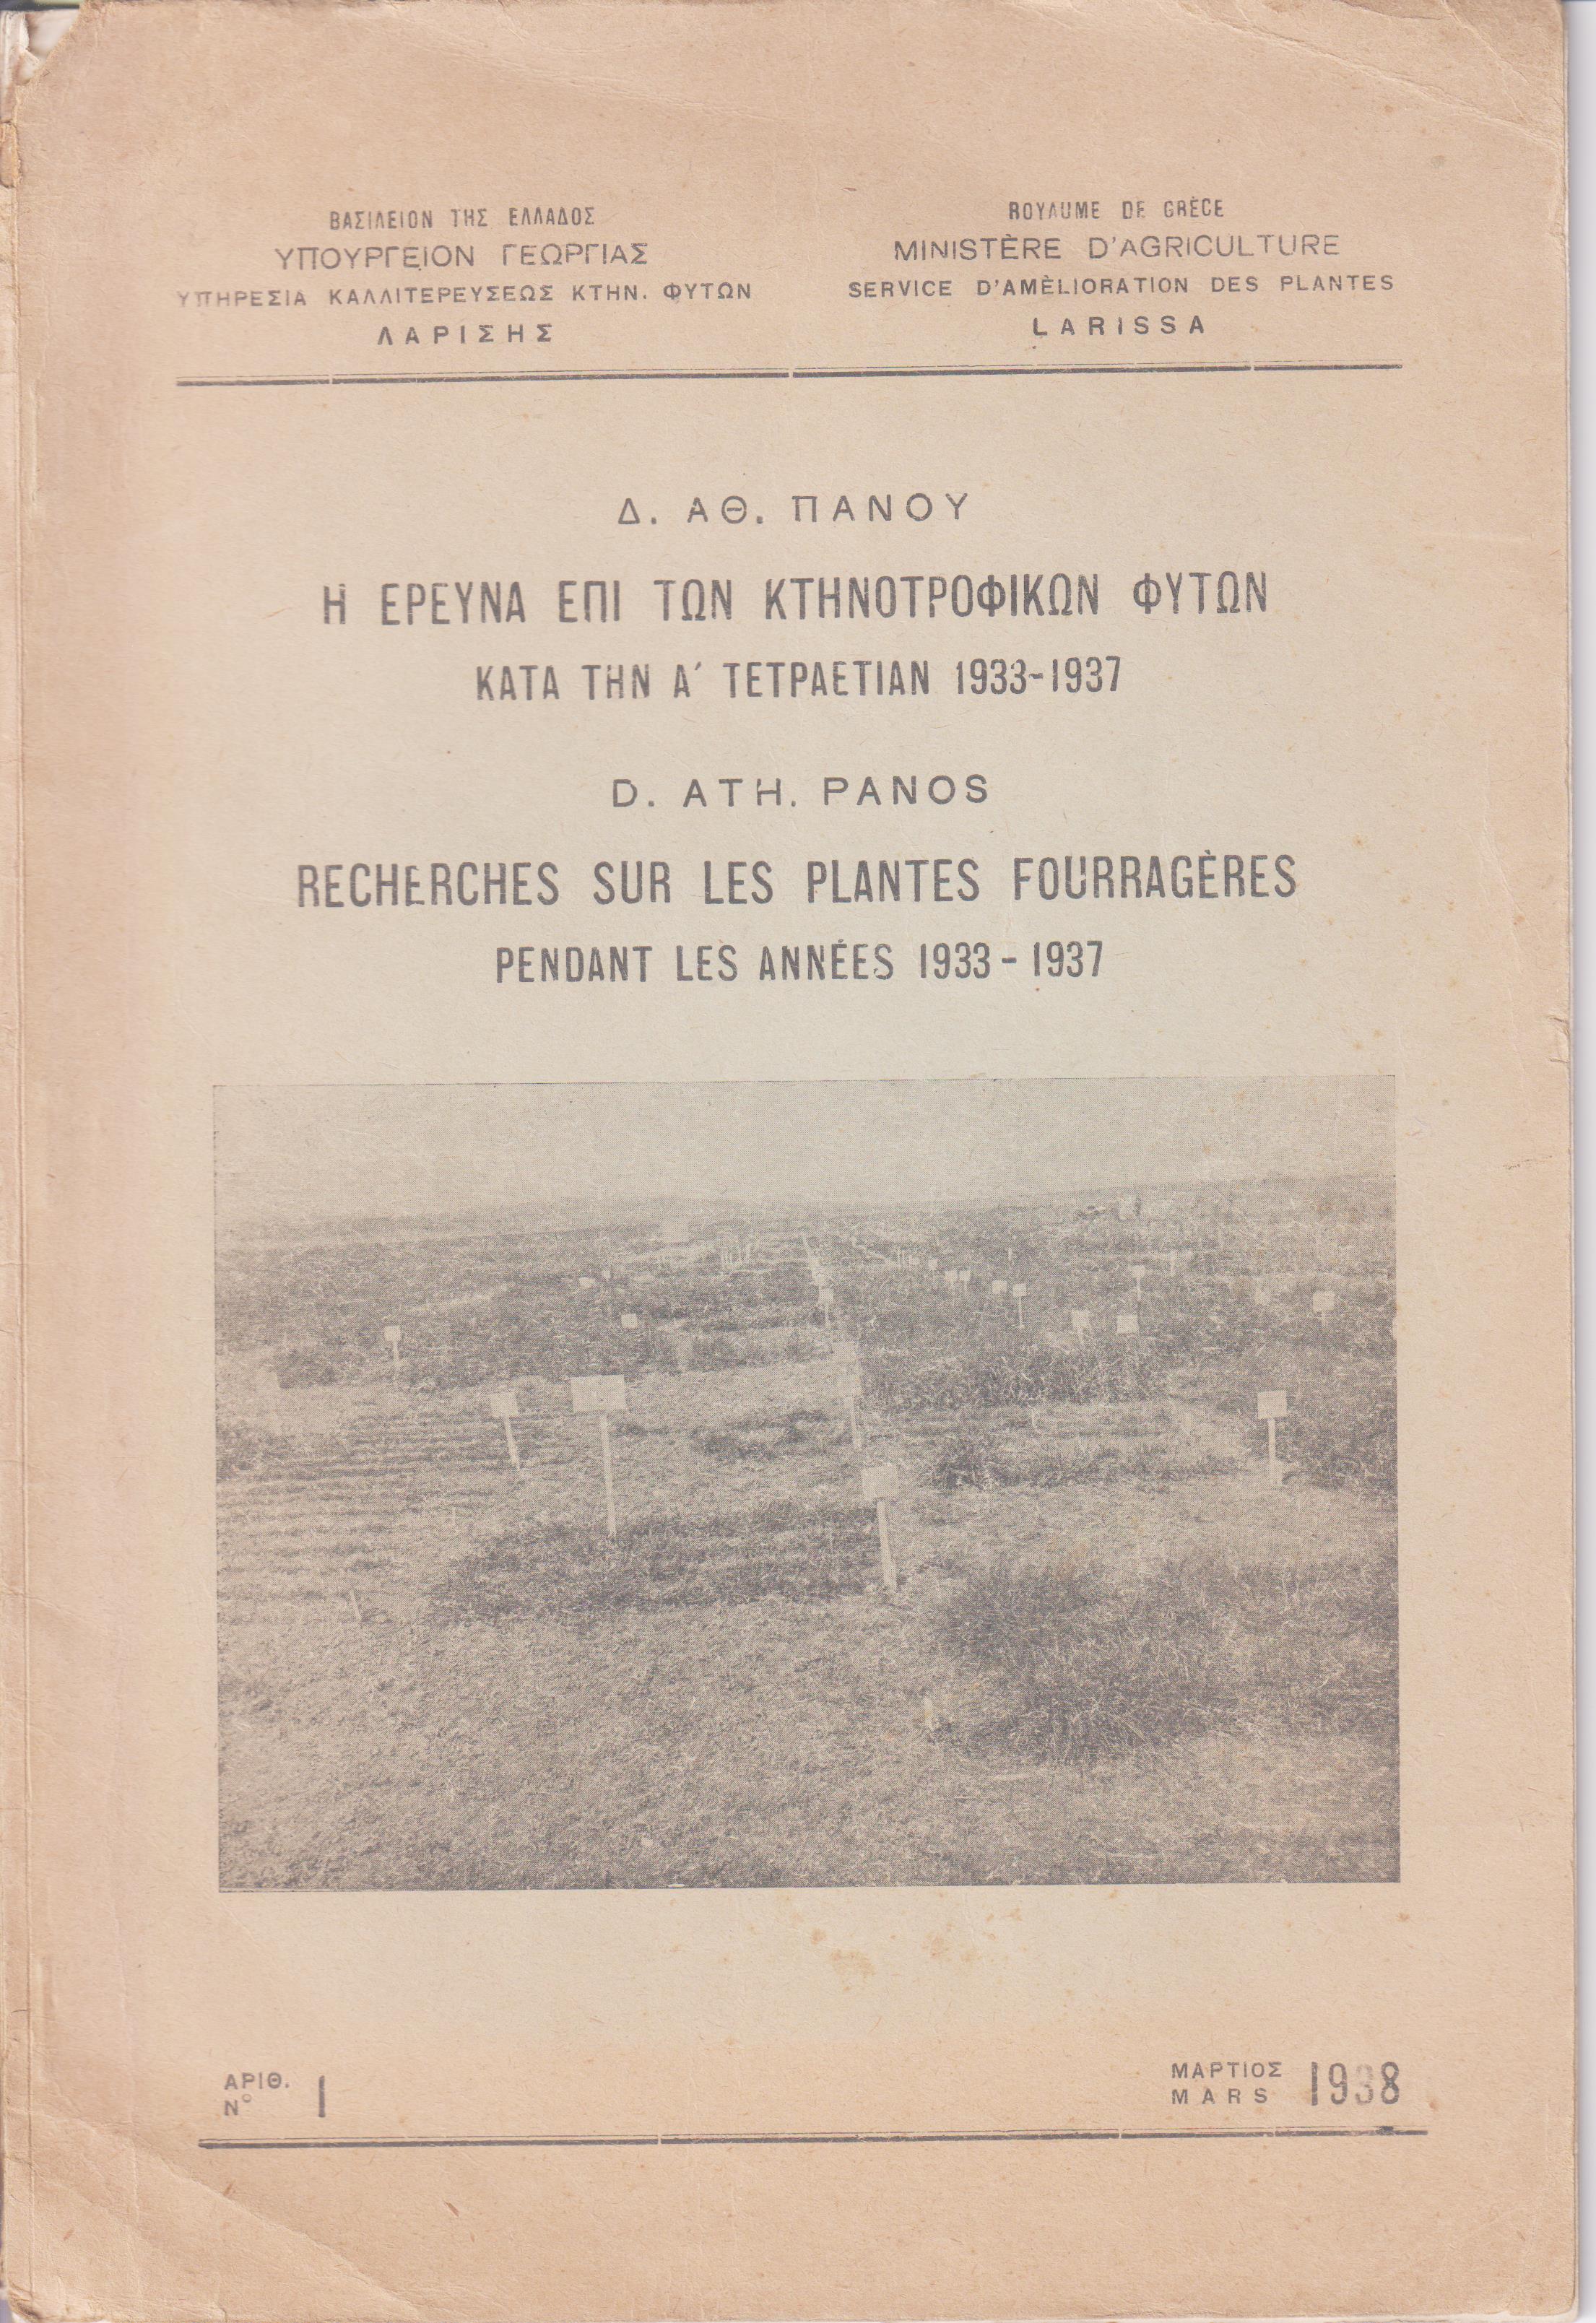 ΒΑΣΙΛΕΙΟΝ ΤΗΣ ΕΛΛΑΔΟΣ
ΥΠΟΥΡΓΕΙΟΝ ΓΕΩΡΓΙΑΣ
ΥΠΗΡΕΣΙΑ ΚΑΛΛΙΤΕΡΕΥΣΕΩΣ ΚΤΗΝ. ΦΥΤΩΝ
ΛΑΡΙΣΗΣ
ROYAUME DE GRÈCE
MINISTÈRE D'AGRICULTURE
SERVICE D'AMÈLIORATION DES PLANTES
LARISSA
Δ. ΑΘ. ΠΑΝΟΥ
Η ΕΡΕΥΝΑ ΕΠΙ ΤΩΝ ΚΤΗΝΟΤΡΟΦΙΚΩΝ ΦΥΤΩΝ
ΚΑΤΑ ΤΗΝ Α΄ ΤΕΤΡΑΕΤΙΑΝ 1933-1937
D. ATH. PANOS
RECHERCHES SUR LES PLANTES FOURRAGÈRES
PENDANT LES ANNÉES 1933 - 1937
ΑΡΙΘ.
Nº 1
ΜΑΡΤΙΟΣ
MARS 1938